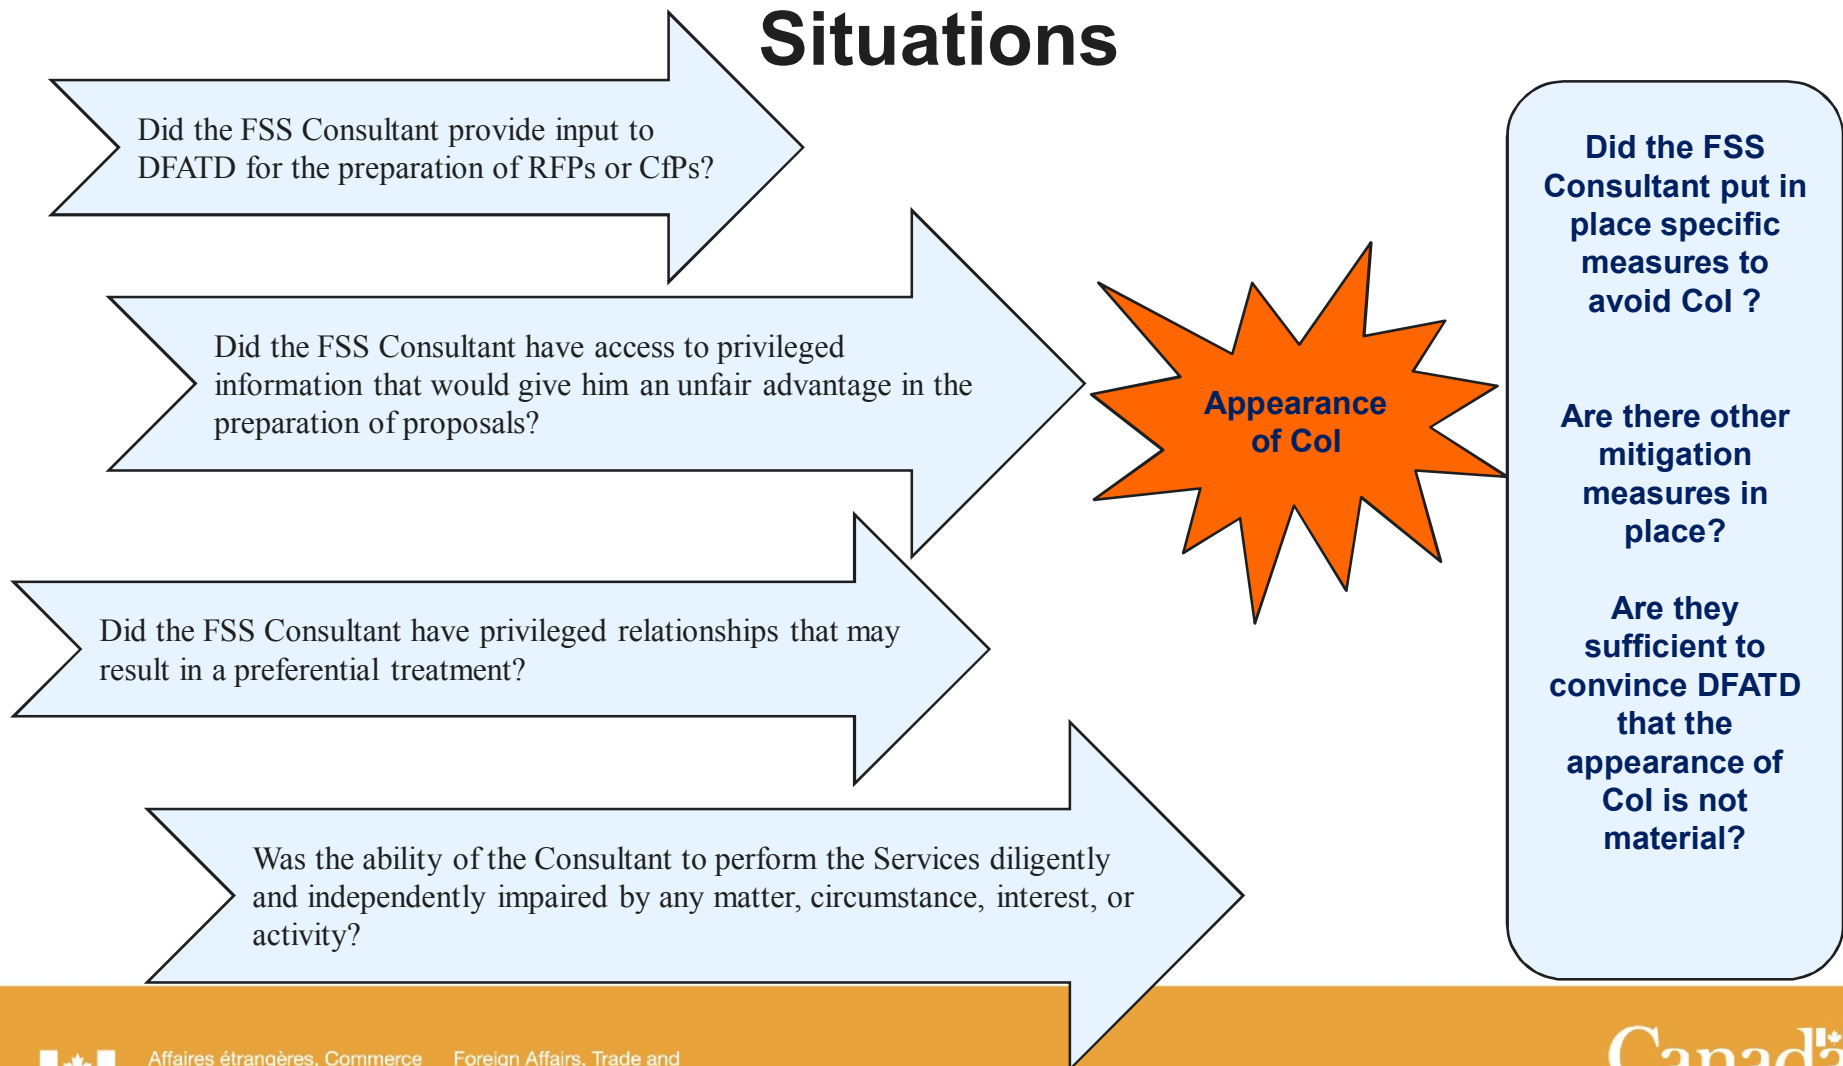 Situations
Did the FSS Consultant provide input to
DFATD for the preparation of RFPs or CfPs?
Did the FSS Consultant have access to privileged
information that would give him an unfair advantage in the
preparation of proposals?
Did the FSS Consultant have privileged relationships that may
result in a preferential treatment?
Was the ability of the Consultant to perform the Services diligently
and independently impaired by any matter, circumstance, interest, or
activity?
Appearance
of CoI
Did the FSS
Consultant put in
place specific
measures to
avoid CoI ?
Are there other
mitigation
measures in
place?
Are they
sufficient to
convince DFATD
that the
appearance of
CoI is not
material?
Affaires étrangères, Commerce
Foreign Affairs, Trade and
Canada